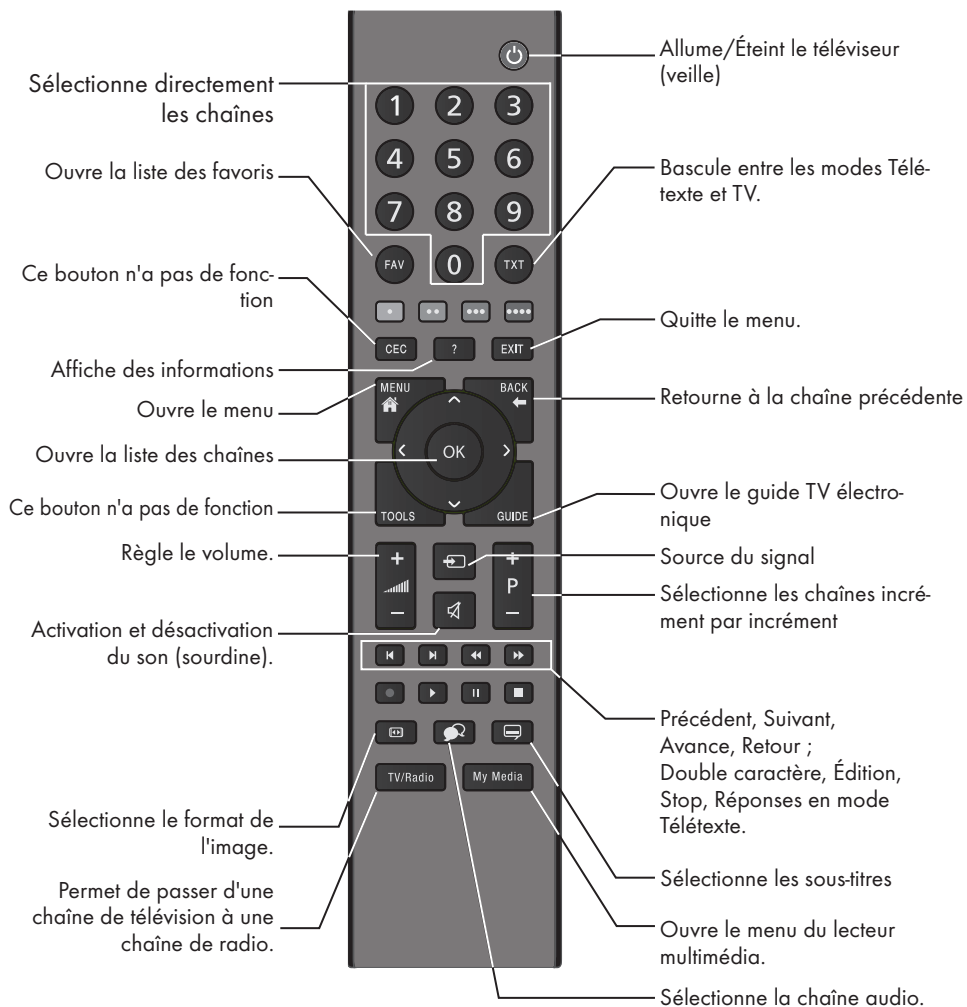 Allume/Éteint le téléviseur
(veille)
Sélectionne directement
les chaînes
1 2 3
4 5 6
Ouvre la liste des favoris
Bascule entre les modes Télé-
texte et TV.
7 8 9
FAV 0 TXT
Ce bouton n'a pas de fonc-
tion
Quitte le menu.
CEC ? EXIT
Affiche des informations
MENU BACK
Ouvre le menu
Retourne à la chaîne précédente
Ouvre la liste des chaînes
OK
Ce bouton n'a pas de fonction
TOOLS GUIDE
Ouvre le guide TV électro-
nique
Règle le volume.
+ +
P
- -
Source du signal
Sélectionne les chaînes incré-
ment par incrément
Activation et désactivation
du son (sourdine).
Précédent, Suivant,
Avance, Retour ;
Double caractère, Édition,
Stop, Réponses en mode
Télétexte.
TV/Radio My Media
Sélectionne le format de
l'image.
Sélectionne les sous-titres
Permet de passer d'une
chaîne de télévision à une
chaîne de radio.
Ouvre le menu du lecteur
multimédia.
Sélectionne la chaîne audio.